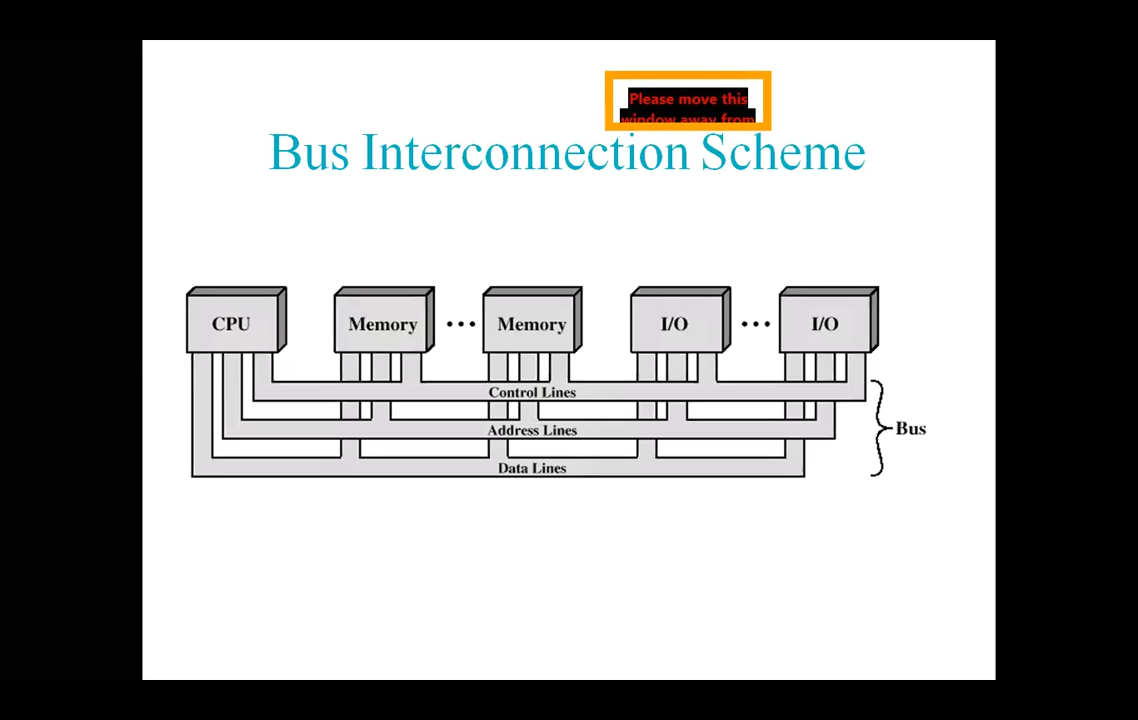 Please move this
window away from
Bus Interconnection Scheme
CPU
Memory
Memory
I/O
I/O
Control Lines
Address Lines
Bus
Data Lines